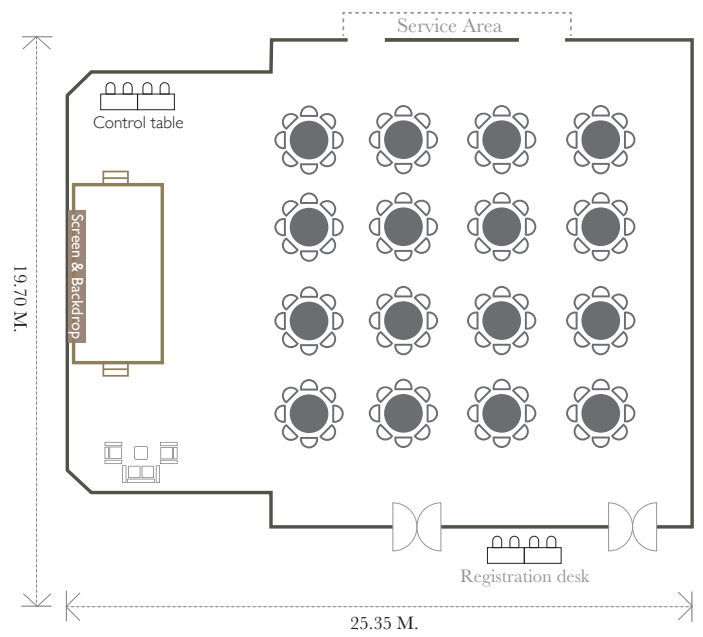 Service Area
Control table
Screen & Backdrop
19.70 M.
Registration desk
25.35 M.